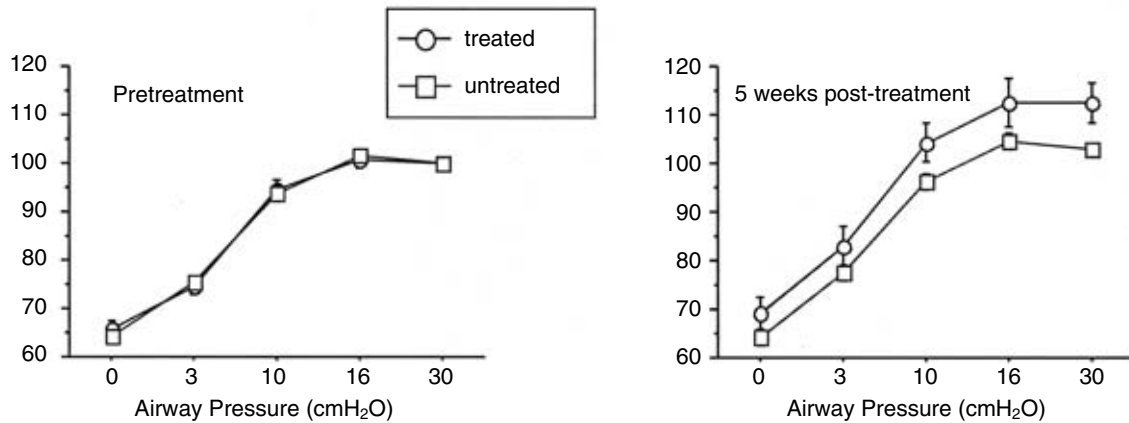 treated
untreated
Pretreatment
120
110
100
90
80
70
60
0 3 10 16 30
Airway Pressure (cmH₂O)
5 weeks post-treatment
120
110
100
90
80
70
60
0 3 10 16 30
Airway Pressure (cmH₂O)